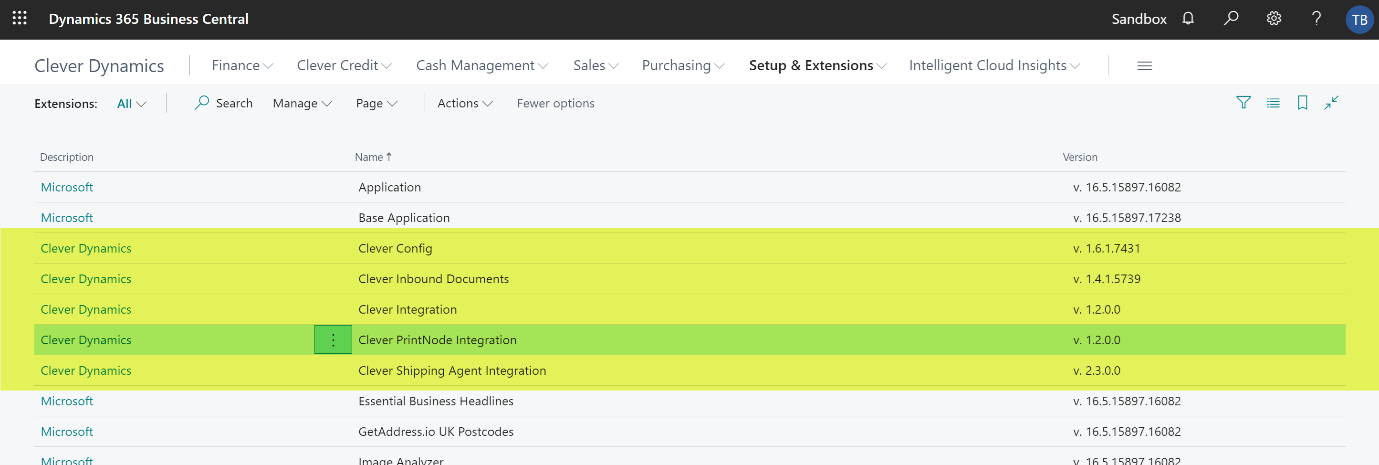 Dynamics 365 Business Central Sandbox ? TB
Clever Dynamics Finance Clever Credit Cash Management Sales Purchasing Setup & Extensions Intelligent Cloud Insights
Extensions: All Search Manage Page Actions Fewer options
Description Name ↑ Version
Microsoft Application v. 16.5.15897.16082
Microsoft Base Application v. 16.5.15897.17238
Clever Dynamics Clever Config v. 1.6.1.7431
Clever Dynamics Clever Inbound Documents v. 1.4.1.5739
Clever Dynamics Clever Integration v. 1.2.0.0
Clever Dynamics Clever PrintNode Integration v. 1.2.0.0
Clever Dynamics Clever Shipping Agent Integration v. 2.3.0.0
Microsoft Essential Business Headlines v. 16.5.15897.16082
Microsoft GetAddress.io UK Postcodes v. 16.5.15897.16082
Microsoft Image Analyzer v. 16.5.15897.16082